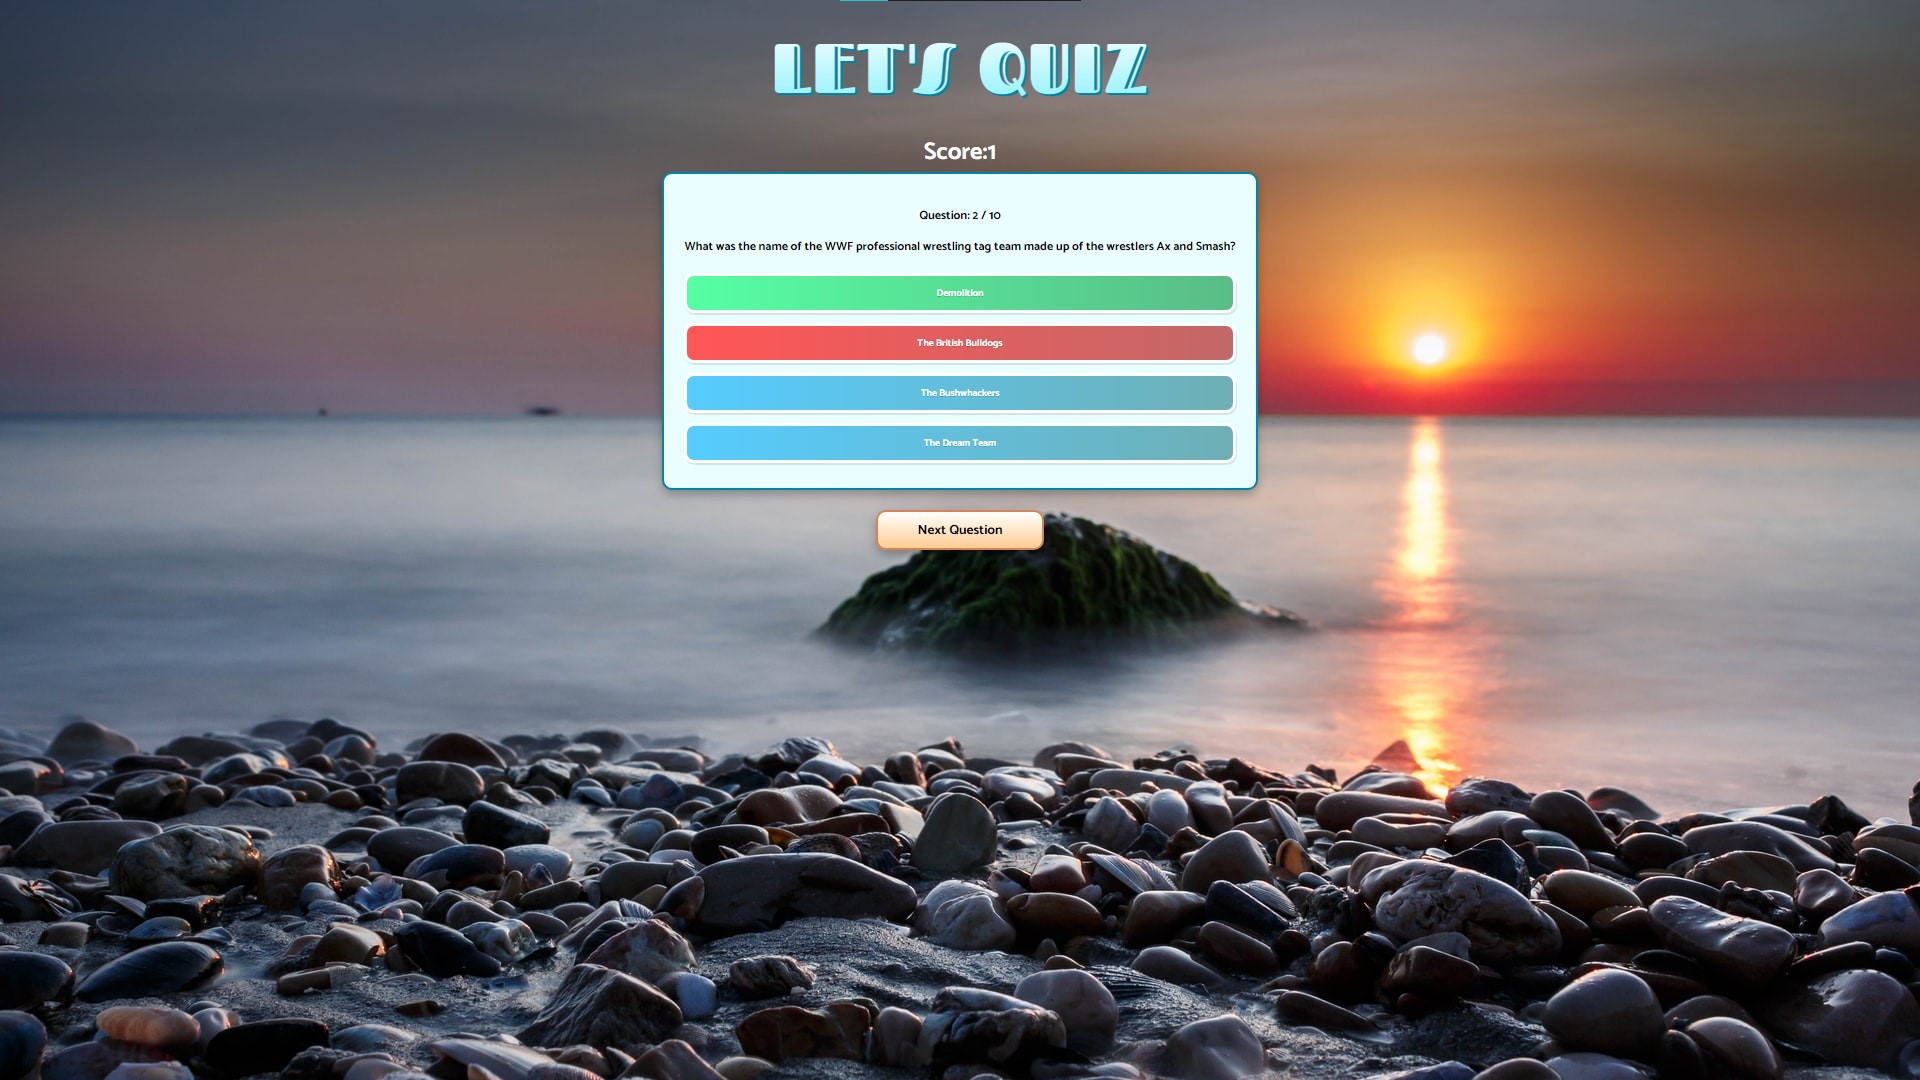 LET'S QUIZ
Score:1
Question: 2 / 10
What was the name of the WWF professional wrestling tag team made up of the wrestlers Ax and Smash?
Demolition
The British Bulldogs
The Bushwhackers
The Dream Team
Next Question